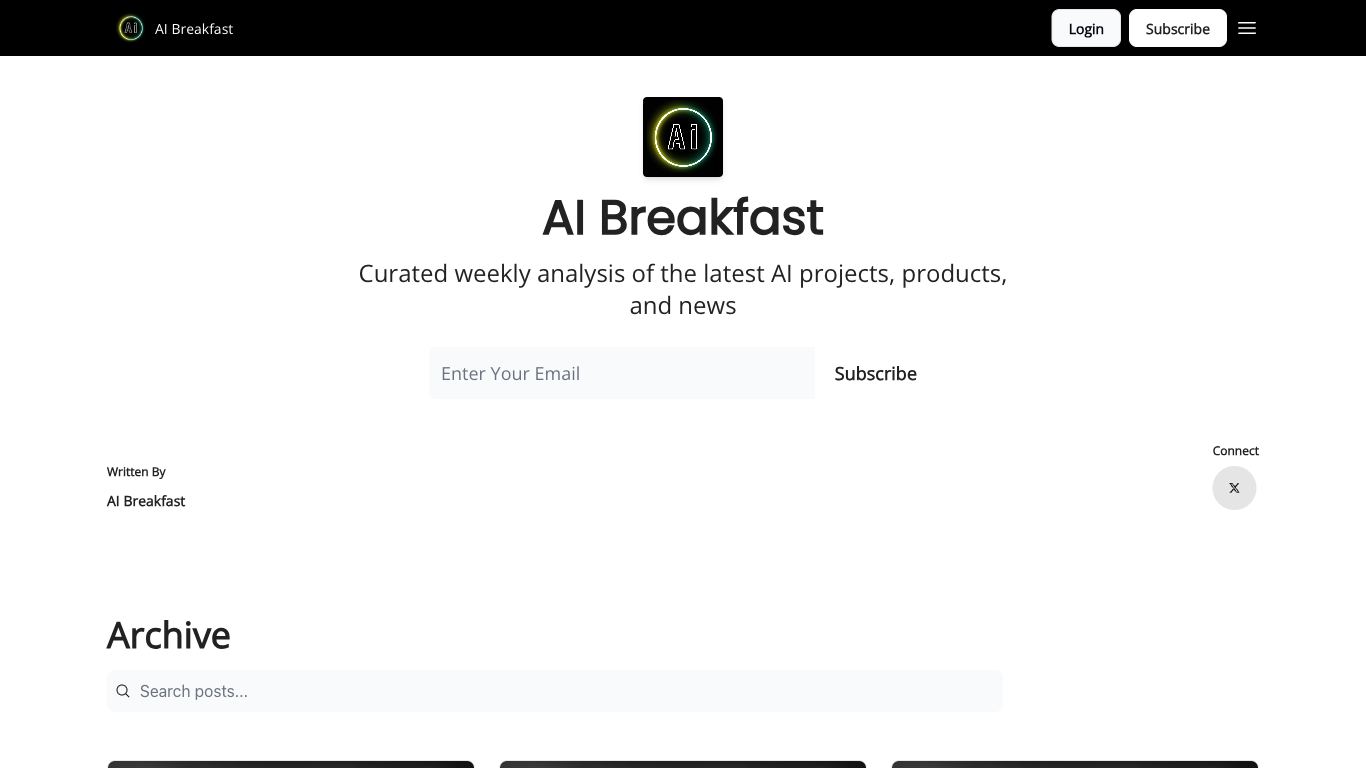 Ai AI Breakfast
Login
Subscribe
Ai
AI Breakfast
Curated weekly analysis of the latest AI projects, products,
and news
Enter Your Email
Subscribe
Connect
Written By
AI Breakfast
Archive
Search posts...